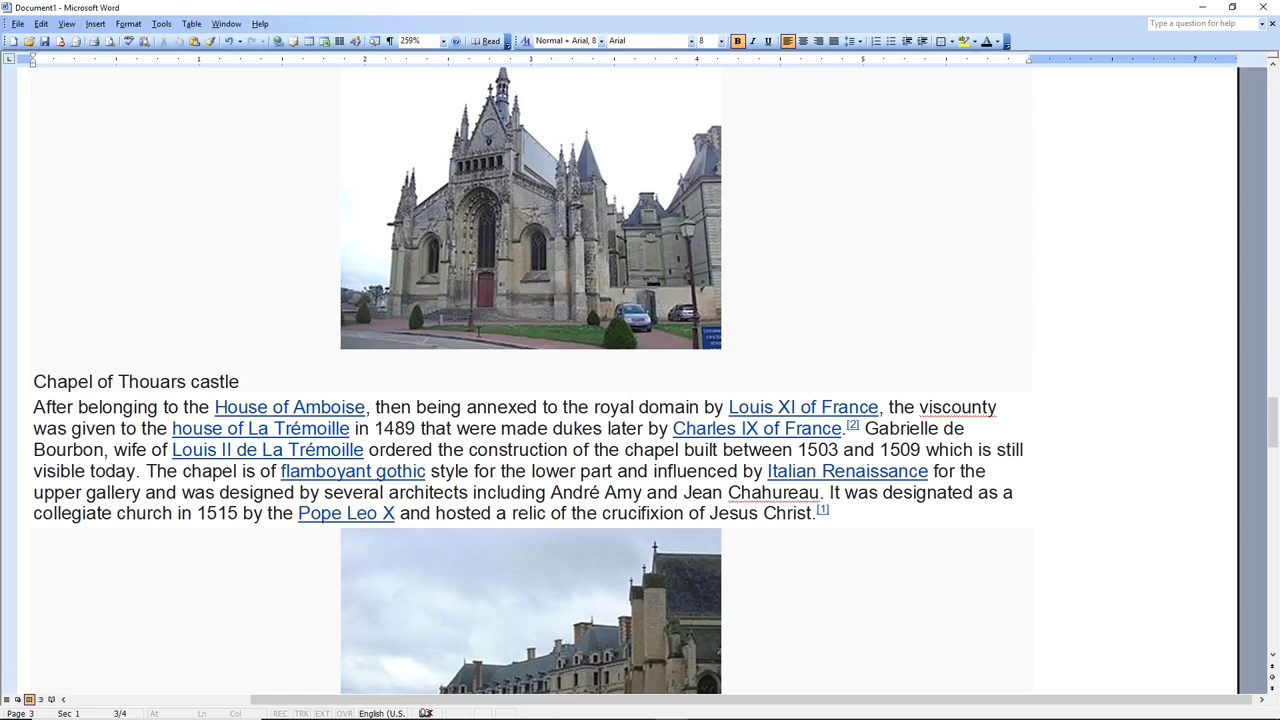 Document1 - Microsoft Word
File Edit View Insert Format Tools Table Window Help
Type a question for help
259% Read Normal + Arial, 8 Arial 8 B I U
1 2 3 4 5 7
Chapel of Thouars castle
After belonging to the House of Amboise, then being annexed to the royal domain by Louis XI of France, the viscounty
was given to the house of La Trémoille in 1489 that were made dukes later by Charles IX of France.[2] Gabrielle de
Bourbon, wife of Louis II de La Trémoille ordered the construction of the chapel built between 1503 and 1509 which is still
visible today. The chapel is of flamboyant gothic style for the lower part and influenced by Italian Renaissance for the
upper gallery and was designed by several architects including André Amy and Jean Chahureau. It was designated as a
collegiate church in 1515 by the Pope Leo X and hosted a relic of the crucifixion of Jesus Christ.[1]
Page 3 Sec 1 3/4 At Ln Col REC TRK EXT OVR English (U.S.